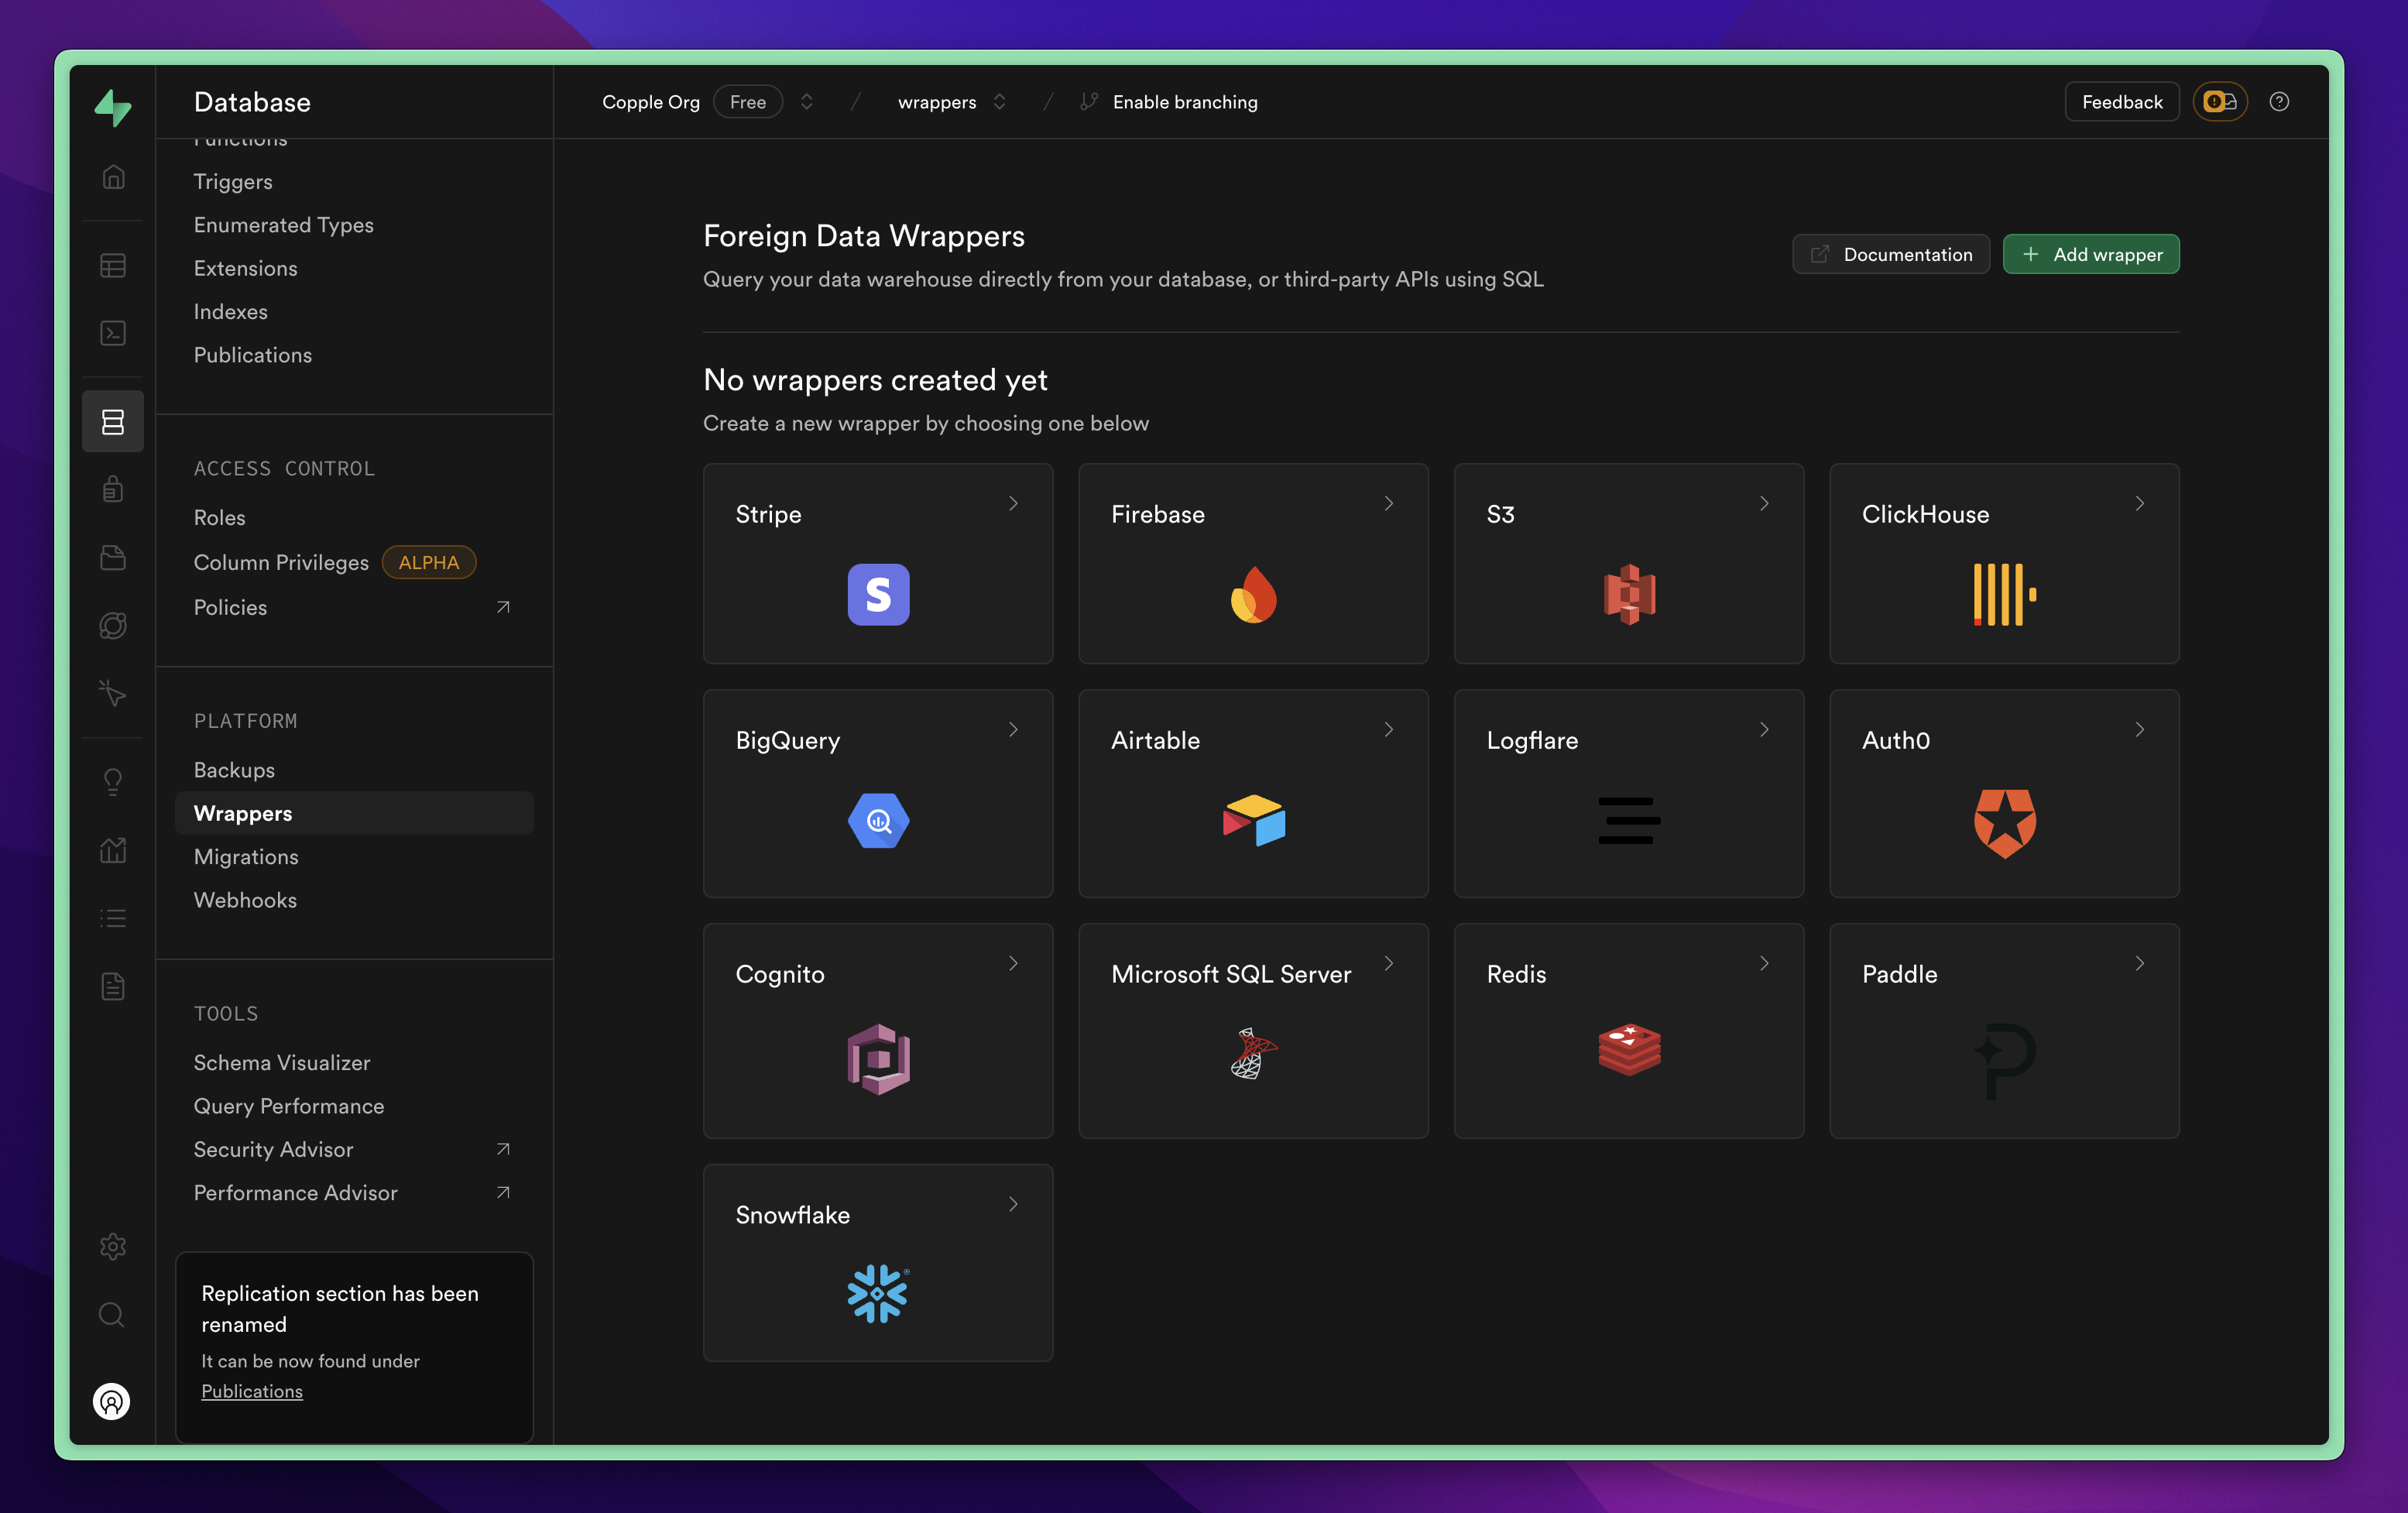 Database
Copple Org Free / wrappers / Enable branching
Feedback
Functions
Triggers
Enumerated Types
Extensions
Indexes
Publications
ACCESS CONTROL
Roles
Column Privileges ALPHA
Policies
PLATFORM
Backups
Wrappers
Migrations
Webhooks
TOOLS
Schema Visualizer
Query Performance
Security Advisor
Performance Advisor
Replication section has been
renamed
It can be now found under
Publications
Foreign Data Wrappers
Query your data warehouse directly from your database, or third-party APIs using SQL
Documentation
+ Add wrapper
No wrappers created yet
Create a new wrapper by choosing one below
Stripe
Firebase
S3
ClickHouse
BigQuery
Airtable
Logflare
Auth0
Cognito
Microsoft SQL Server
Redis
Paddle
Snowflake